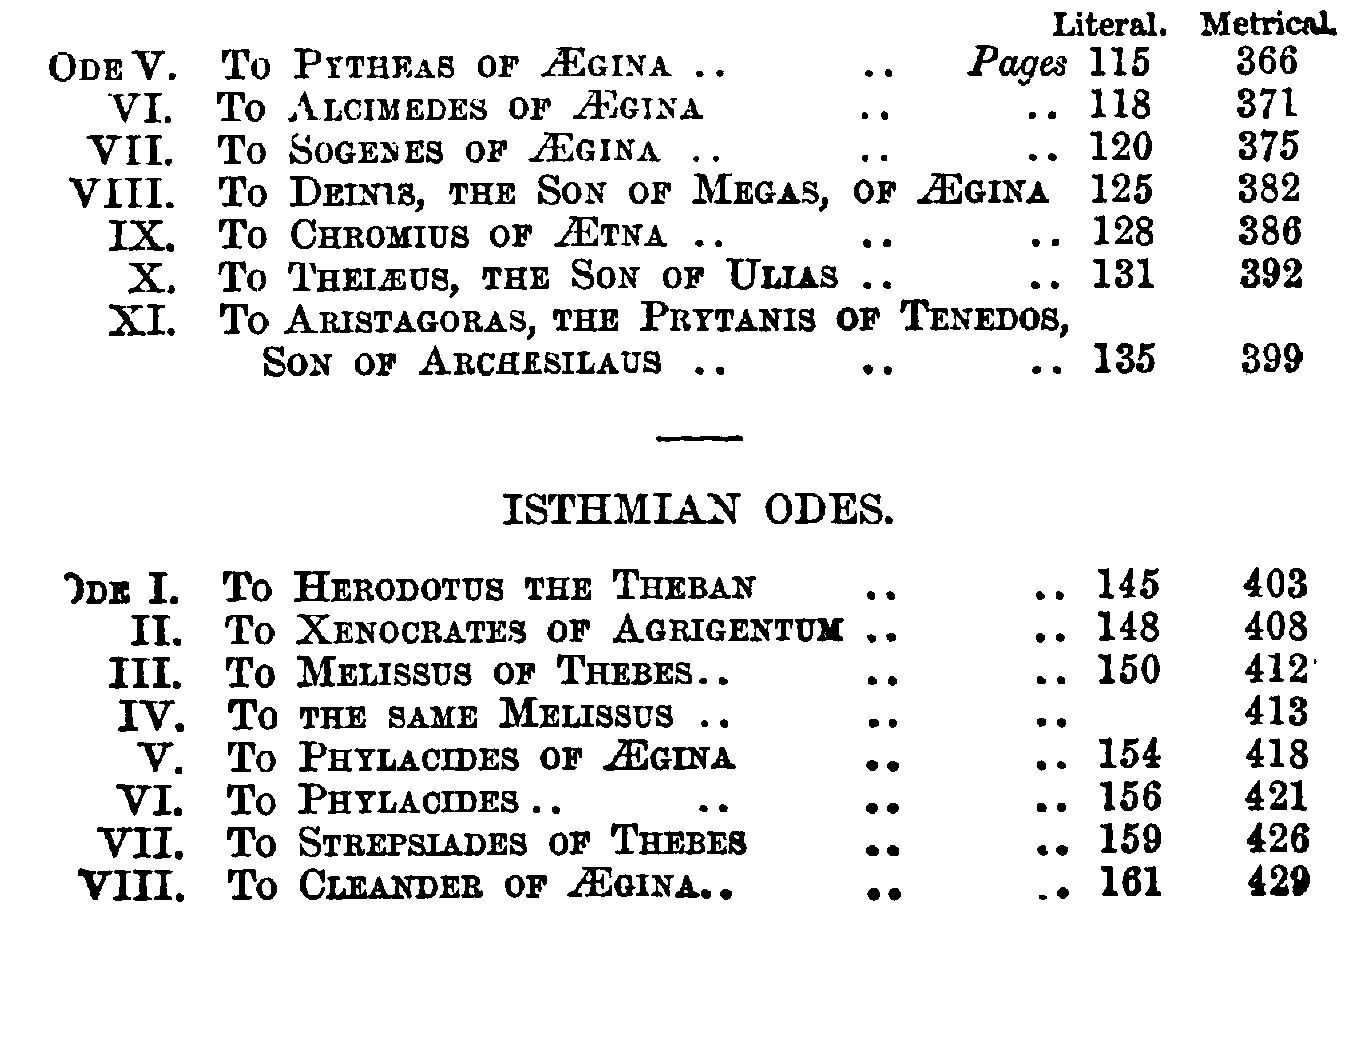 Literal. Metrical.
ODE V. To PYTHEAS OF ÆGINA .. .. Pages 115 366
VI. To ALCIMEDES OF ÆGINA .. .. 118 371
VII. To SOGENES OF ÆGINA .. .. .. 120 375
VIII. To DEINIS, THE SON OF MEGAS, OF ÆGINA 125 382
IX. To CHROMIUS OF ÆTNA .. .. .. 128 386
X. To THEIÆUS, THE SON OF ULIAS .. .. 131 392
XI. To ARISTAGORAS, THE PRYTANIS OF TENEDOS,
SON OF ARCHESILAUS .. .. .. 135 399
ISTHMIAN ODES.
ODE I. To HERODOTUS THE THEBAN .. .. 145 403
II. To XENOCRATES OF AGRIGENTUM .. .. 148 408
III. To MELISSUS OF THEBES.. .. .. 150 412
IV. To THE SAME MELISSUS .. .. .. 413
V. To PHYLACIDES OF ÆGINA .. .. 154 418
VI. To PHYLACIDES .. .. .. .. 156 421
VII. To STREPSIADES OF THEBES .. .. 159 426
VIII. To CLEANDER OF ÆGINA.. .. .. 161 429